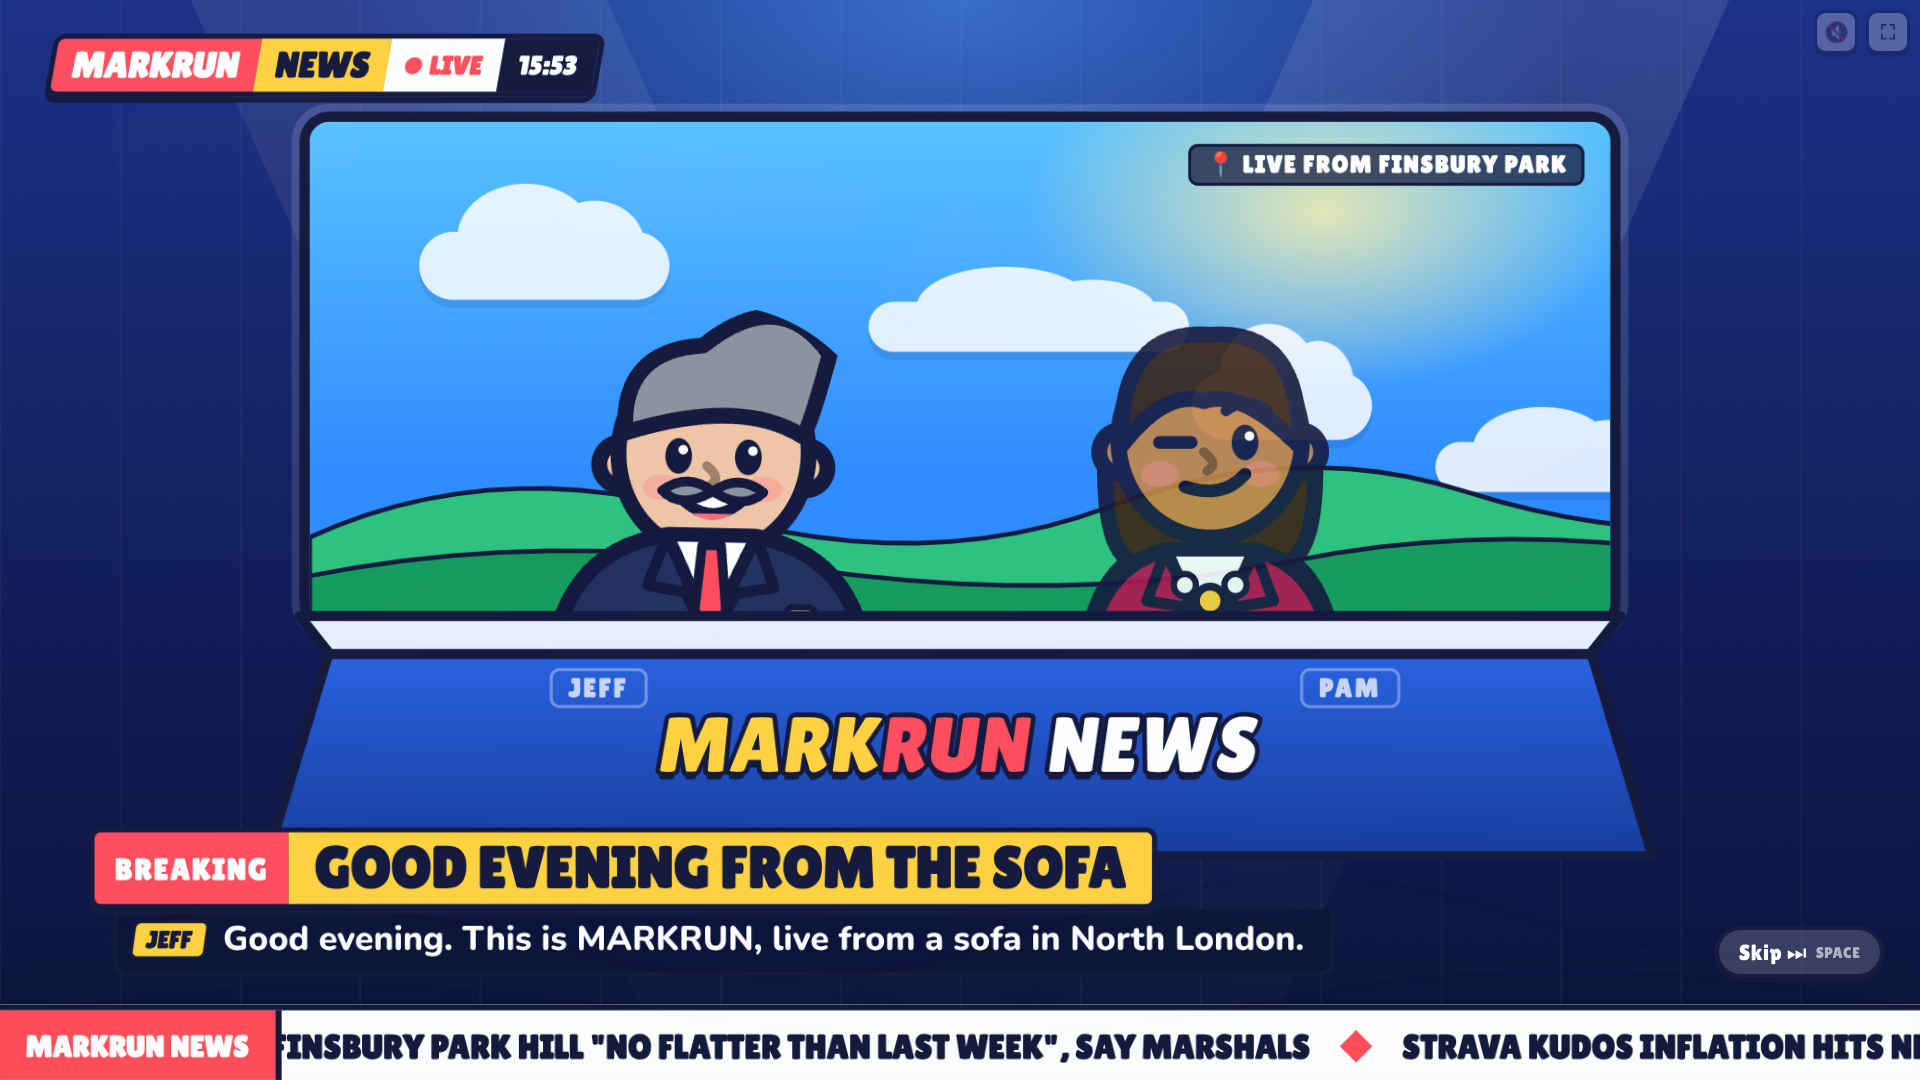 MARKRUN NEWS LIVE 15:53
LIVE FROM FINSBURY PARK
JEFF
PAM
MARKRUN NEWS
BREAKING GOOD EVENING FROM THE SOFA
JEFF Good evening. This is MARKRUN, live from a sofa in North London.
Skip SPACE
MARKRUN NEWS FINSBURY PARK HILL "NO FLATTER THAN LAST WEEK", SAY MARSHALS STRAVA KUDOS INFLATION HITS